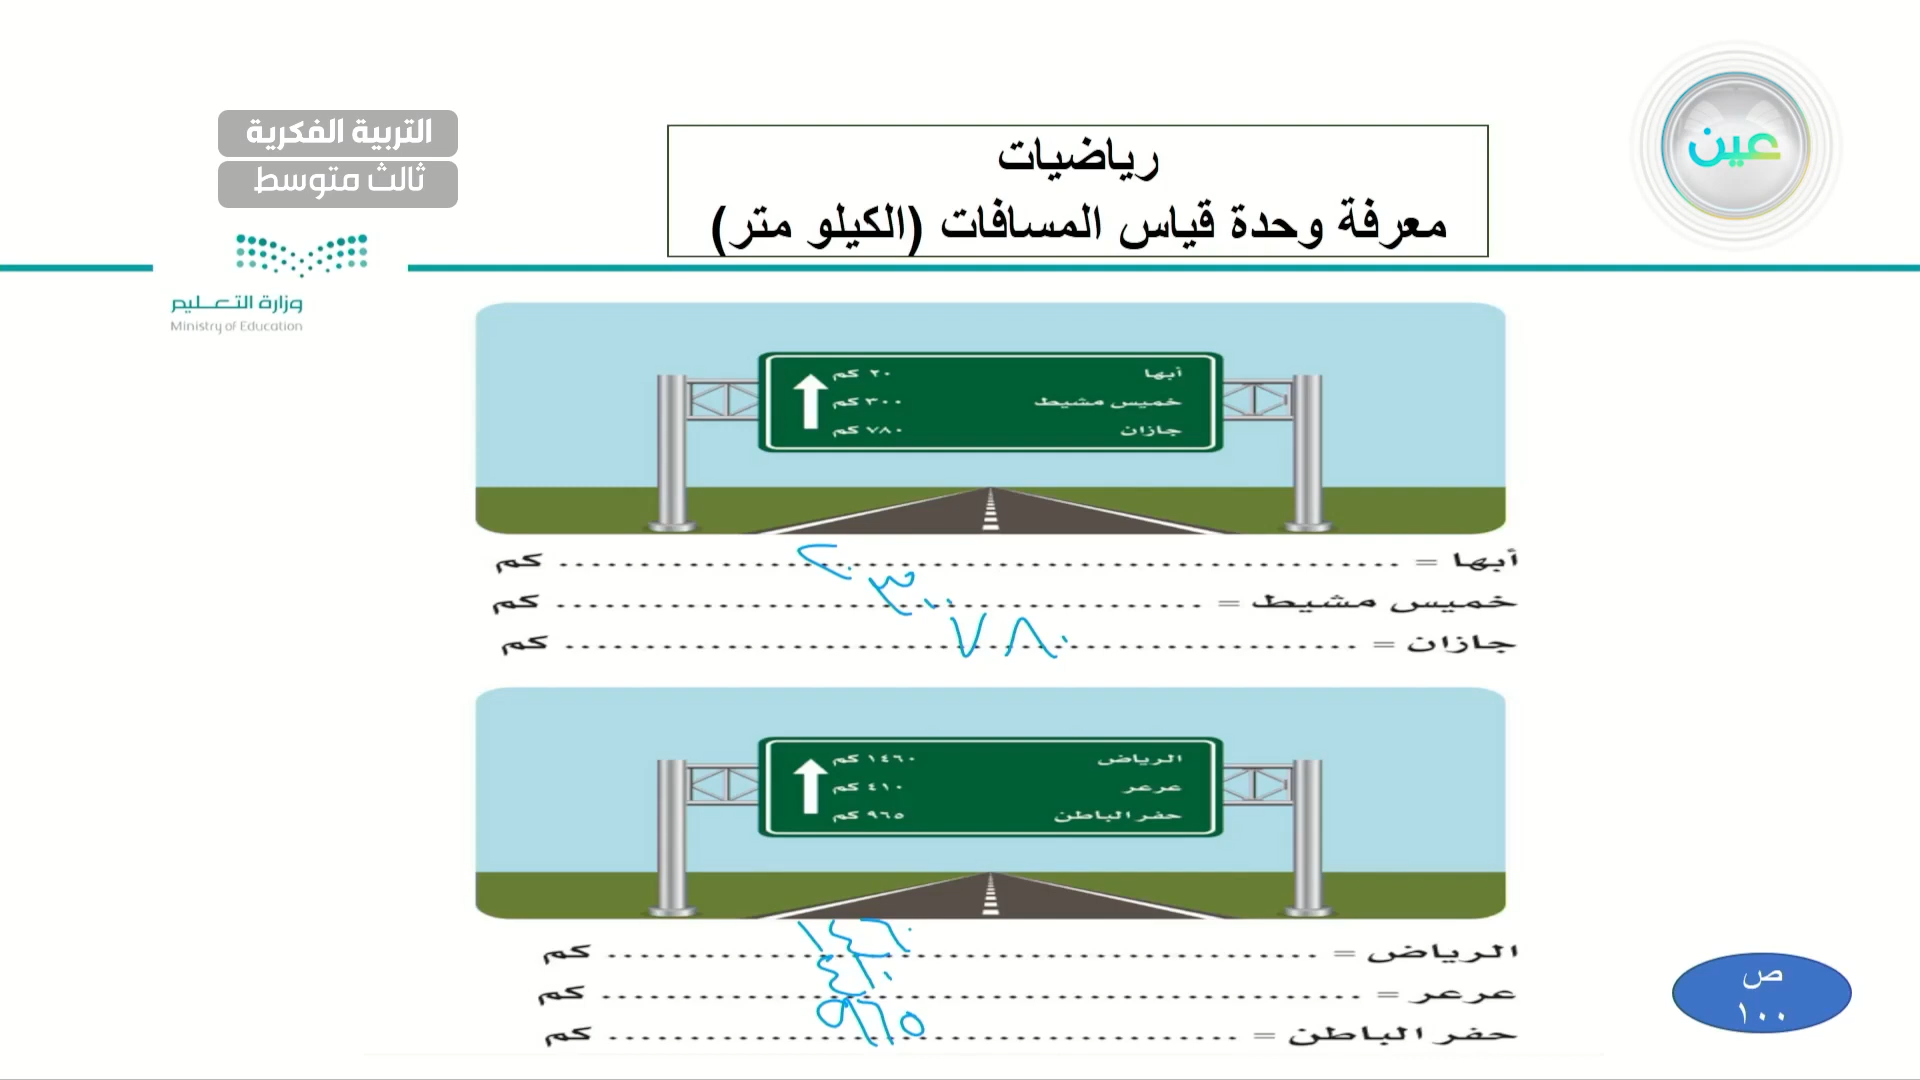 التربية الفكرية
ثالث متوسط
وزارة التعليم
Ministry of Education
رياضيات
معرفة وحدة قياس المسافات (الكيلو متر)
عين
أبها ٢٠ كم
خميس مشيط ٣٠٠ كم
جازان ٧٨٠ كم
أبها = ٢٠ كم
خميس مشيط = ٣٠٠ كم
جازان = ٧٨٠ كم
الرياض ١٤٦٠ كم
عرعر ٤١٠ كم
حفر الباطن ٩٦٥ كم
الرياض = ١٤٦٠ كم
عرعر = ٤١٠ كم
حفر الباطن = ٩٦٥ كم
ص
١٠٠